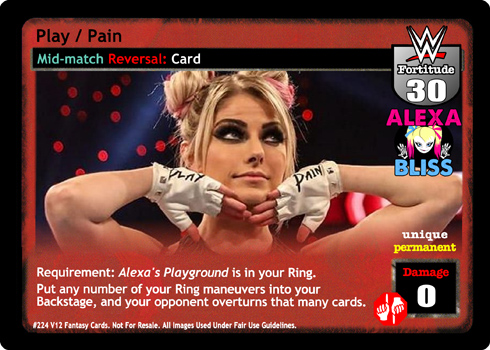 Play / Pain
Mid-match Reversal: Card
Fortitude
30
ALEXA
BLISS
PLAY
PAIN
unique
permanent
Requirement: Alexa's Playground is in your Ring.
Put any number of your Ring maneuvers into your
Backstage, and your opponent overturns that many cards.
Damage
0
#224 V12 Fantasy Cards. Not For Resale. All Images Used Under Fair Use Guidelines.